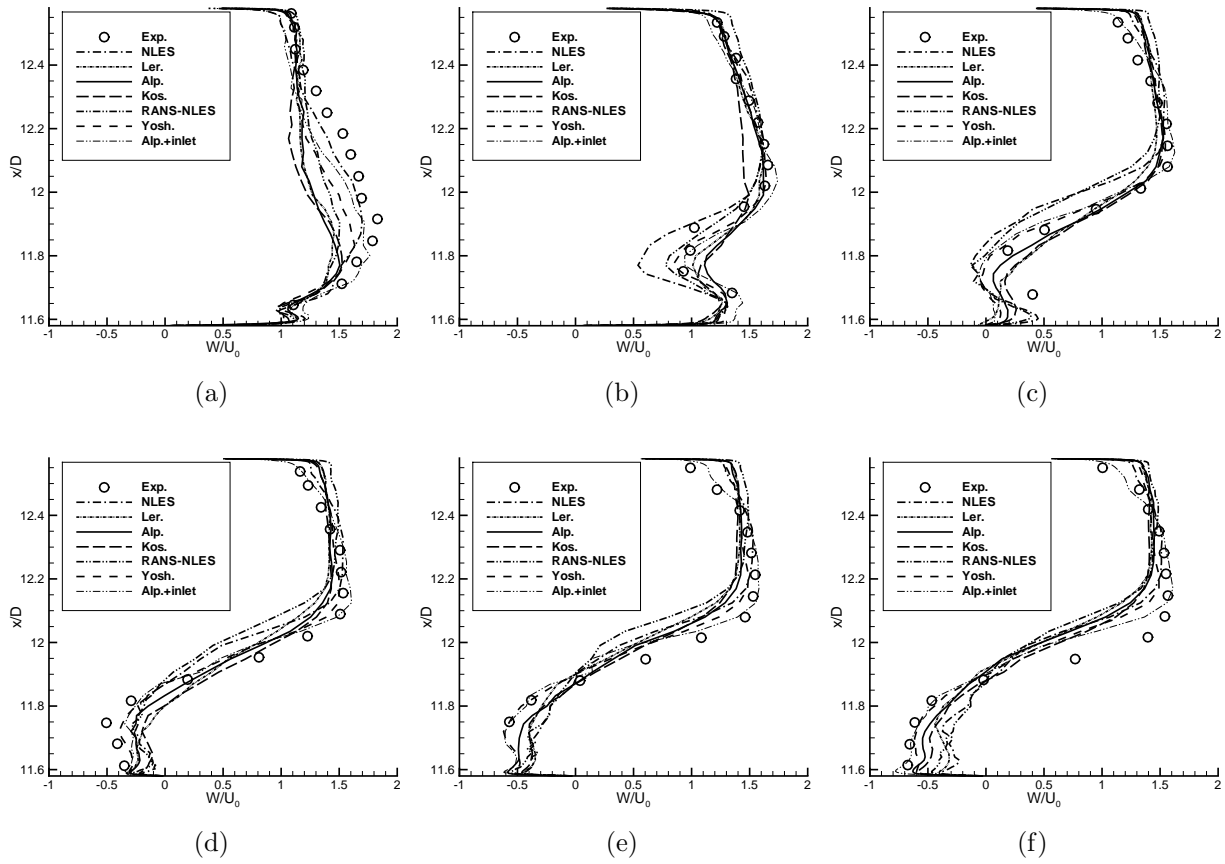 Exp.
NLES
Ler.
Alp.
Kos.
RANS-NLES
Yosh.
Alp.+inlet
x/D
12.4
12.2
12
11.8
11.6
-1 -0.5 0 0.5 1 1.5 2
W/U0
(a)
Exp.
NLES
Ler.
Alp.
Kos.
RANS-NLES
Yosh.
Alp.+inlet
x/D
12.4
12.2
12
11.8
11.6
-1 -0.5 0 0.5 1 1.5 2
W/U0
(b)
Exp.
NLES
Ler.
Alp.
Kos.
RANS-NLES
Yosh.
Alp.+inlet
x/D
12.4
12.2
12
11.8
11.6
-1 -0.5 0 0.5 1 1.5 2
W/U0
(c)
Exp.
NLES
Ler.
Alp.
Kos.
RANS-NLES
Yosh.
Alp.+inlet
x/D
12.4
12.2
12
11.8
11.6
-1 -0.5 0 0.5 1 1.5 2
W/U0
(d)
Exp.
NLES
Ler.
Alp.
Kos.
RANS-NLES
Yosh.
Alp.+inlet
x/D
12.4
12.2
12
11.8
11.6
-1 -0.5 0 0.5 1 1.5 2
W/U0
(e)
Exp.
NLES
Ler.
Alp.
Kos.
RANS-NLES
Yosh.
Alp.+inlet
x/D
12.4
12.2
12
11.8
11.6
-1 -0.5 0 0.5 1 1.5 2
W/U0
(f)